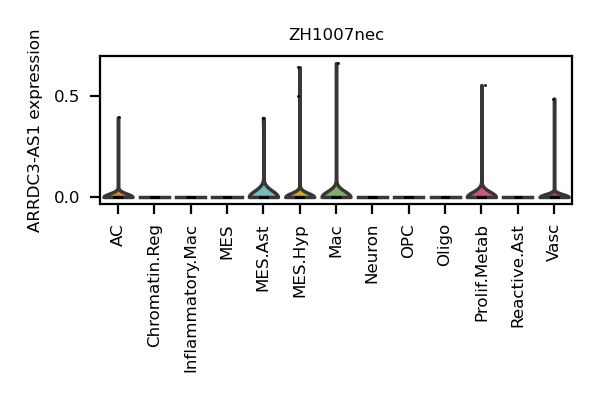 ZH1007nec
ARRDC3-AS1 expression
0.5
0.0
AC
Chromatin.Reg
Inflammatory.Mac
MES
MES.Ast
MES.Hyp
Mac
Neuron
OPC
Oligo
Prolif.Metab
Reactive.Ast
Vasc